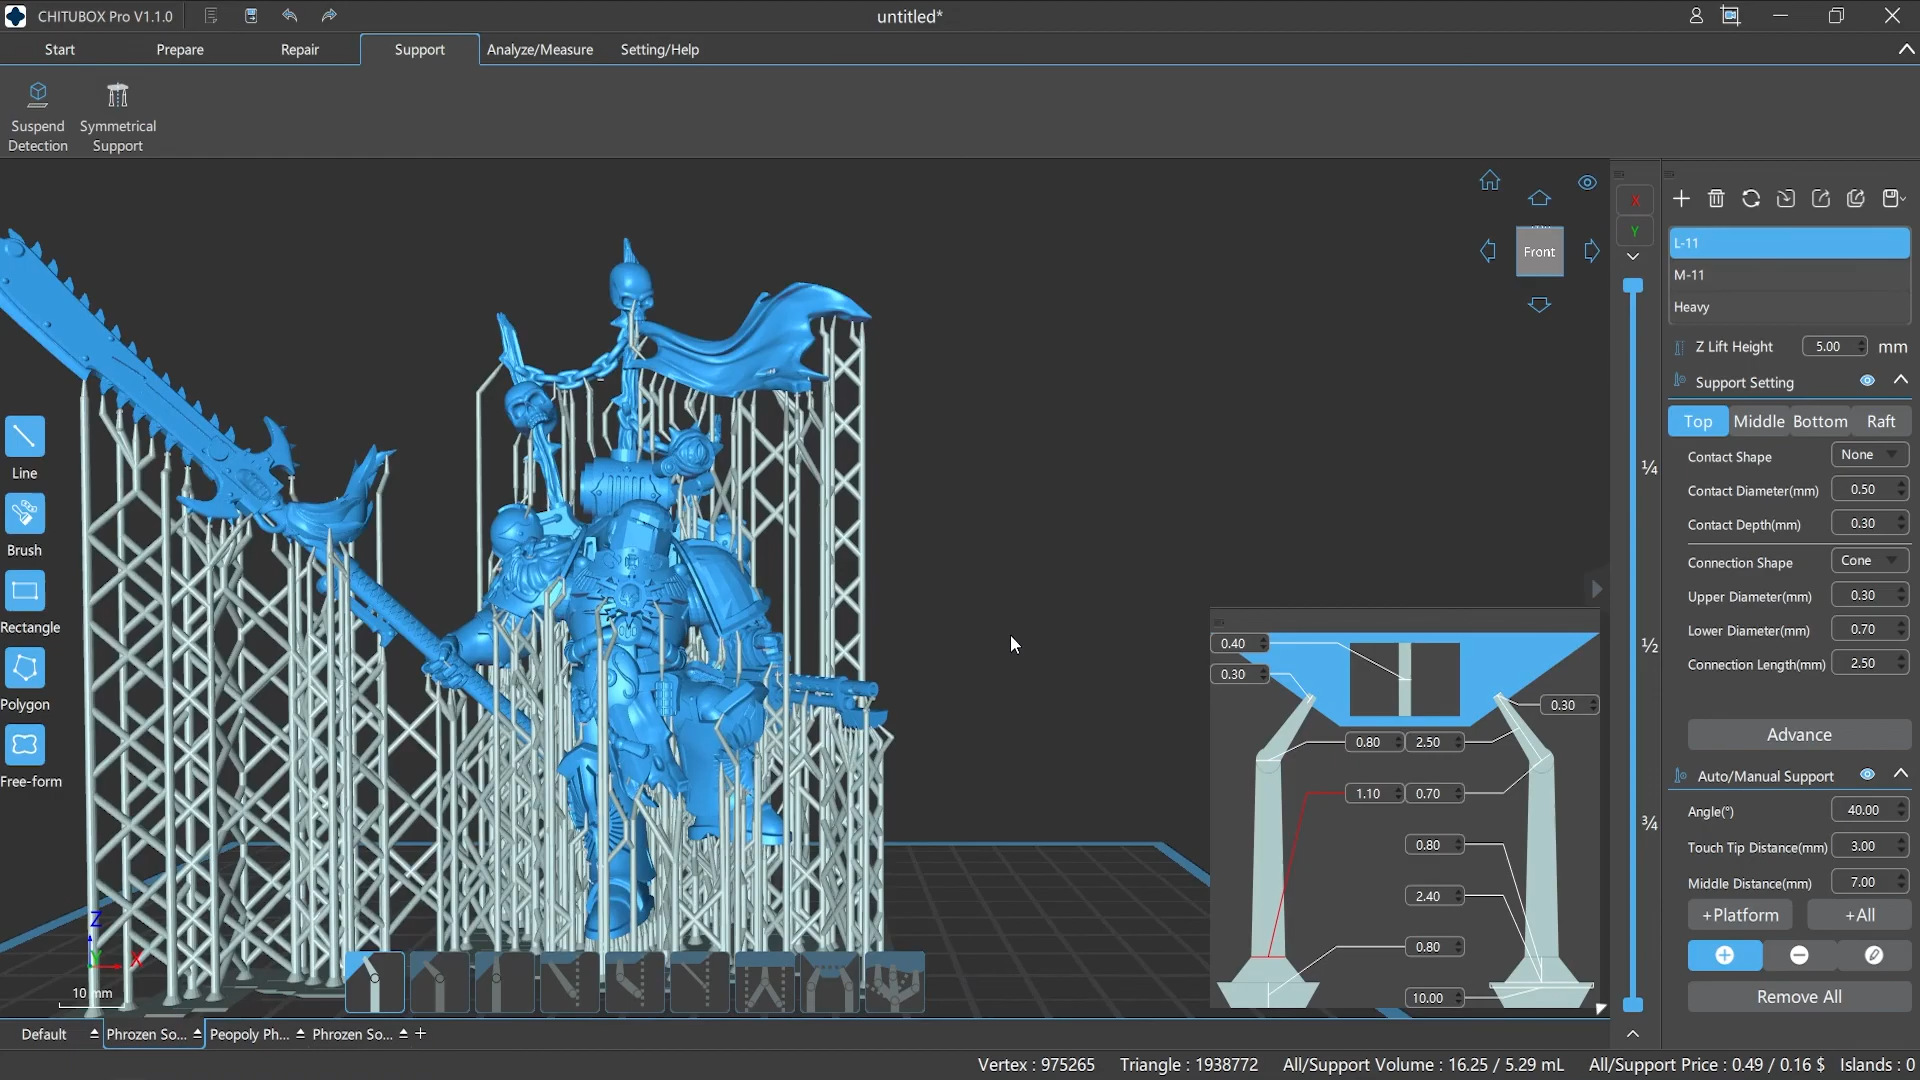 CHITUBOX Pro V1.1.0
untitled*
Start Prepare Repair Support Analyze/Measure Setting/Help
Suspend Detection
Symmetrical Support
Line
Brush
Rectangle
Polygon
Free-form
Front
X
Y
¼
½
¾
L-11
M-11
Heavy
Z Lift Height 5.00 mm
Support Setting
Top Middle Bottom Raft
Contact Shape None
Contact Diameter(mm) 0.50
Contact Depth(mm) 0.30
Connection Shape Cone
Upper Diameter(mm) 0.30
Lower Diameter(mm) 0.70
Connection Length(mm) 2.50
Advance
Auto/Manual Support
Angle(°) 40.00
Touch Tip Distance(mm) 3.00
Middle Distance(mm) 7.00
+Platform +All
Remove All
0.40
0.30
0.30
0.80 2.50
1.10 0.70
0.80
2.40
0.80
10.00
Z
Y X
10 mm
Default Phrozen So... Peopoly Ph... Phrozen So... +
Vertex : 975265 Triangle : 1938772 All/Support Volume : 16.25 / 5.29 mL All/Support Price : 0.49 / 0.16 $ Islands : 0